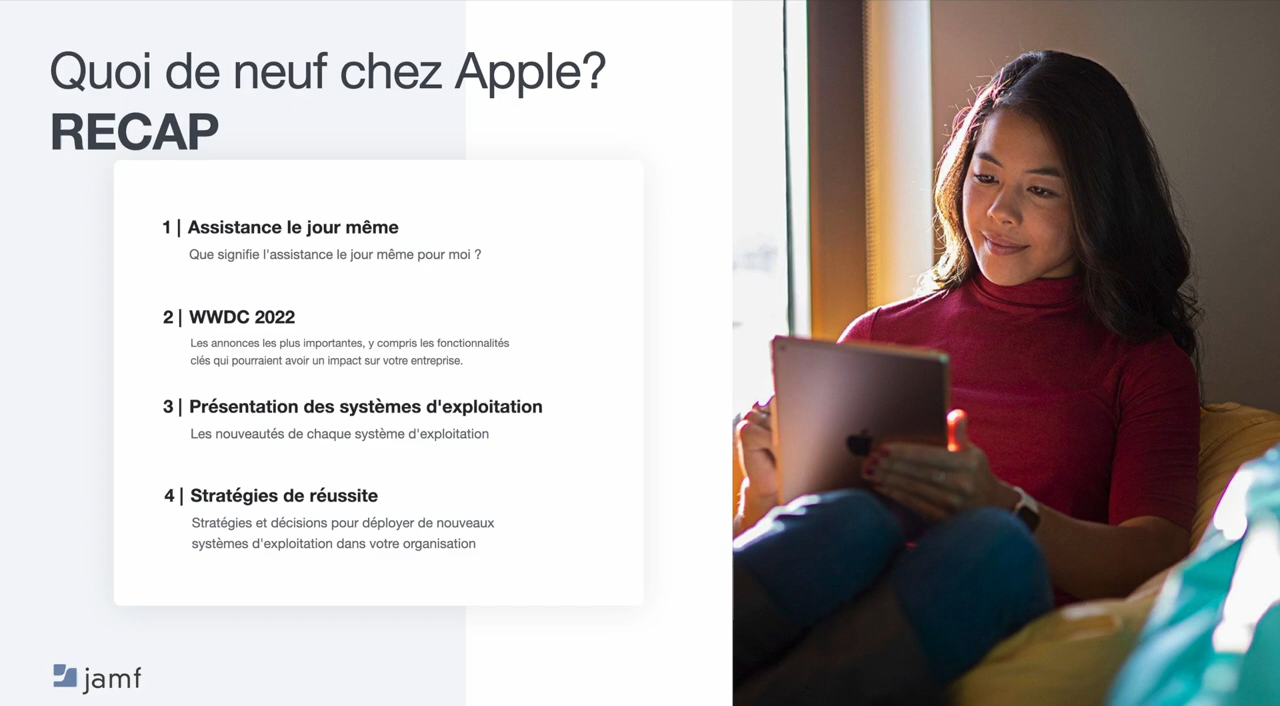 Quoi de neuf chez Apple?
RECAP
1 | Assistance le jour même
Que signifie l'assistance le jour même pour moi ?
2 | WWDC 2022
Les annonces les plus importantes, y compris les fonctionnalités
clés qui pourraient avoir un impact sur votre entreprise.
3 | Présentation des systèmes d'exploitation
Les nouveautés de chaque système d'exploitation
4 | Stratégies de réussite
Stratégies et décisions pour déployer de nouveaux
systèmes d'exploitation dans votre organisation
jamf